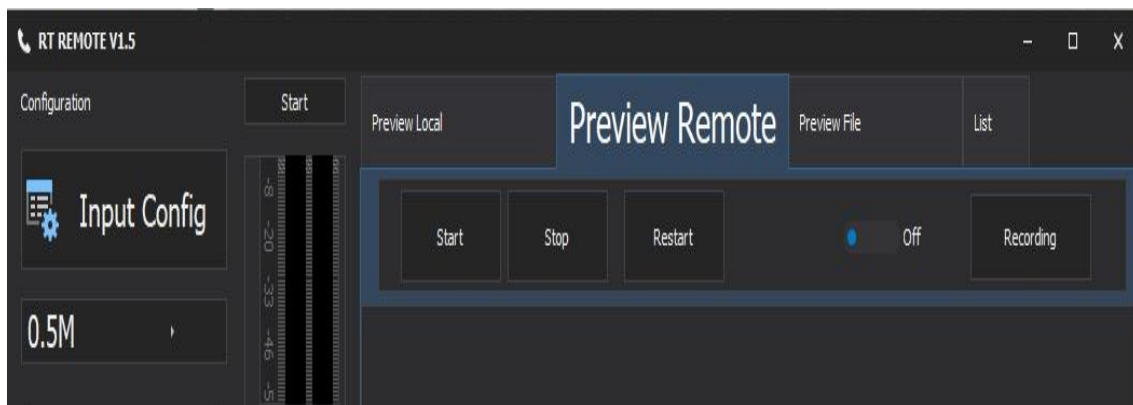 RT REMOTE V1.5
Configuration
Start
Input Config
0.5M
-8
-20
-33
-46
-5
Preview Local
Preview Remote
Preview File
List
Start
Stop
Restart
Off
Recording